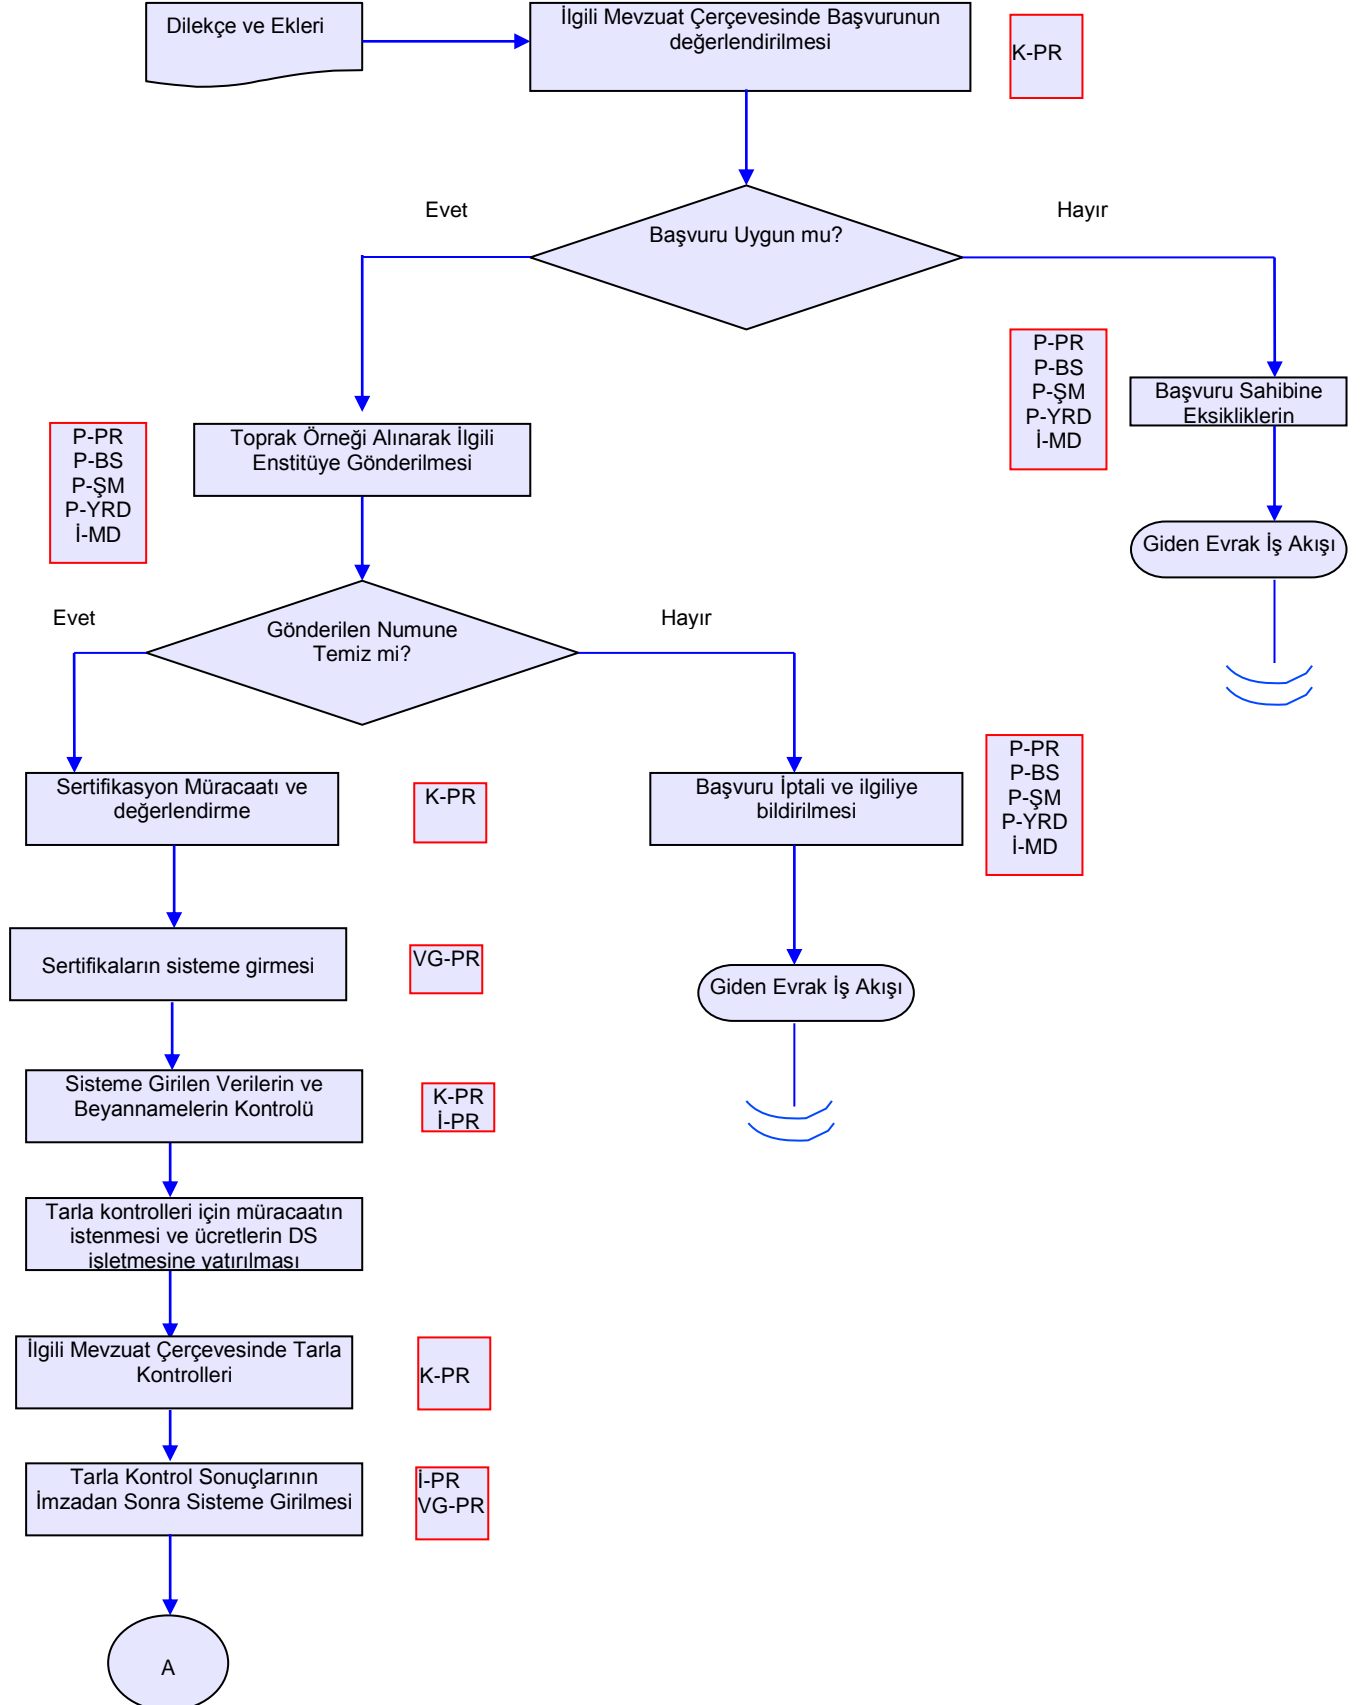 Dilekçe ve Ekleri
İlgili Mevzuat Çerçevesinde Başvurunun
değerlendirilmesi
K-PR
Evet
Hayır
Başvuru Uygun mu?
P-PR
P-BS
P-ŞM
P-YRD
İ-MD
Başvuru Sahibine
Eksikliklerin
P-PR
P-BS
P-ŞM
P-YRD
İ-MD
Toprak Örneği Alınarak İlgili
Enstitüye Gönderilmesi
Giden Evrak İş Akışı
Evet
Hayır
Gönderilen Numune
Temiz mi?
Sertifikasyon Müracaatı ve
değerlendirme
K-PR
Başvuru İptali ve ilgiliye
bildirilmesi
P-PR
P-BS
P-ŞM
P-YRD
İ-MD
Sertifikaların sisteme girmesi
VG-PR
Giden Evrak İş Akışı
Sisteme Girilen Verilerin ve
Beyannamelerin Kontrolü
K-PR
İ-PR
Tarla kontrolleri için müracaatın
istenmesi ve ücretlerin DS
işletmesine yatırılması
İlgili Mevzuat Çerçevesinde Tarla
Kontrolleri
K-PR
Tarla Kontrol Sonuçlarının
İmzadan Sonra Sisteme Girilmesi
İ-PR
VG-PR
A